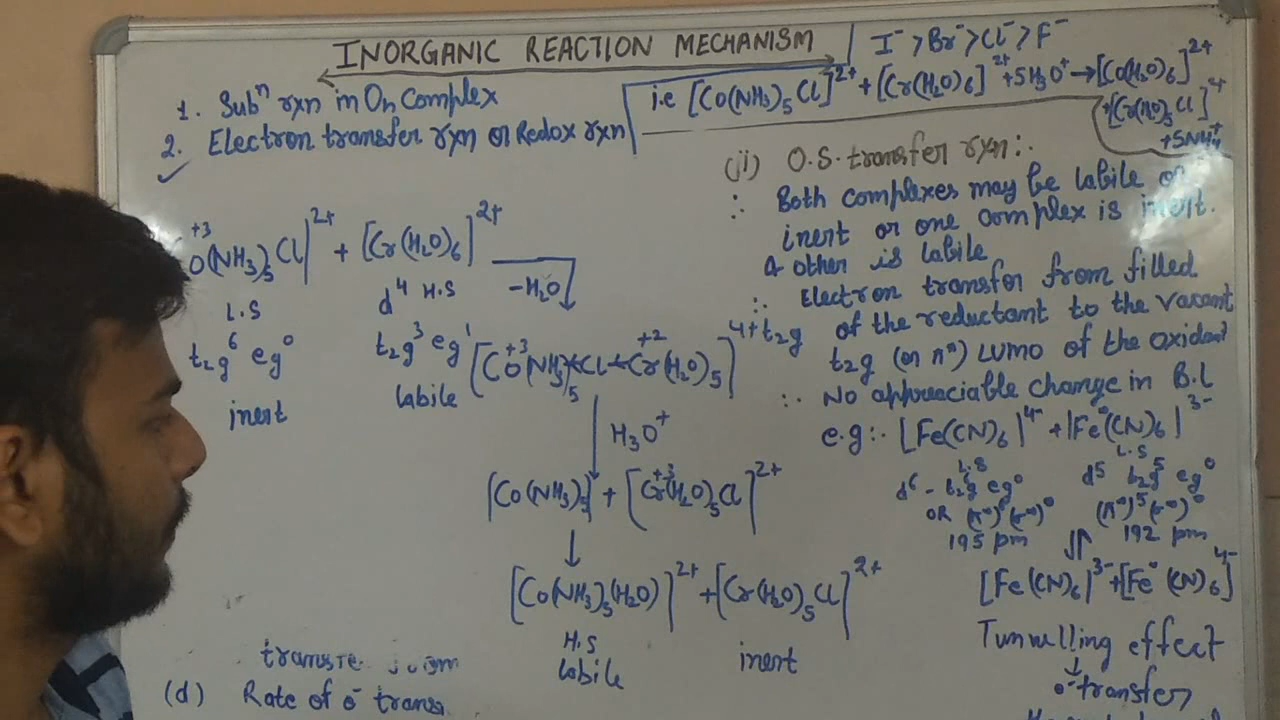 INORGANIC REACTION MECHANISM
1. Subⁿ rxn in Oh Complex
2. Electron transfer rxn or Redox rxn
I⁻ > Br⁻ > Cl⁻ > F⁻
i.e [Co(NH₃)₅Cl]²⁺ + [Cr(H₂O)₆]²⁺ + 5H₃O⁺ → [Co(H₂O)₆]²⁺
+[Cr(H₂O)₅Cl]
+5NH₄⁺
+3
O(NH₃)₅Cl]²⁺ + [Cr(H₂O)₆]²⁺
L.S d⁴ H.S -H₂O
t₂g⁶ eg⁰ t₂g³ eg¹
inert labile
[Co⁺³(NH₃)₅ Cl Cr⁺²(H₂O)₅]⁴⁺
H₃O⁺
[Co(NH₃)₅] + [Cr⁺³(H₂O)₅Cl]²⁺
↓
[Co(NH₃)₅(H₂O)]²⁺ + [Cr(H₂O)₅Cl]²⁺
H.S
labile inert
(d) Rate of e⁻ trans
(ii) O.S. transfer rxn:.
∴ Both complexes may be labile or
inert or one complex is inert.
& other is labile
∴ Electron transfer from filled
t₂g of the reductant to the vacant
t₂g (or π*) LUMO of the oxidant
∴ No appreaciable change in B.L
e.g:. [Fe(CN)₆]⁴⁻ + [Fe(CN)₆]³⁻
L.S L.S
d⁶ - t₂g⁶ eg⁰ d⁵ t₂g⁵ eg⁰
OR (π*)⁶(σ*)⁰ (π*)⁵(σ*)⁰
195 pm ⇅ 192 pm
[Fe(CN)₆]³⁻ + [Fe*(CN)₆]⁴⁻
Tunnelling effect
↓
e⁻ transfer